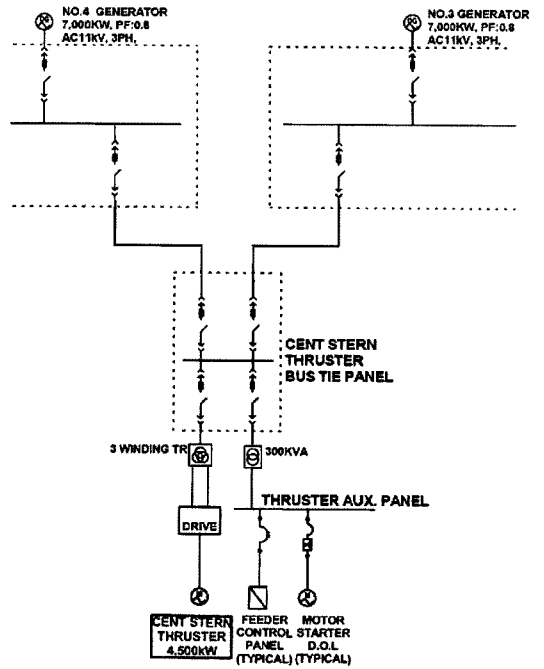 NO.4 GENERATOR
7,000KW, PF:0.8
AC11kV, 3PH,
NO.3 GENERATOR
7,000KW, PF:0.8
AC11kV, 3PH,
CENT STERN
THRUSTER
BUS TIE PANEL
3 WINDING TR
300KVA
THRUSTER AUX. PANEL
DRIVE
CENT STERN
THRUSTER
4,500kW
FEEDER
CONTROL
PANEL
(TYPICAL)
MOTOR
STARTER
D.O.L
(TYPICAL)